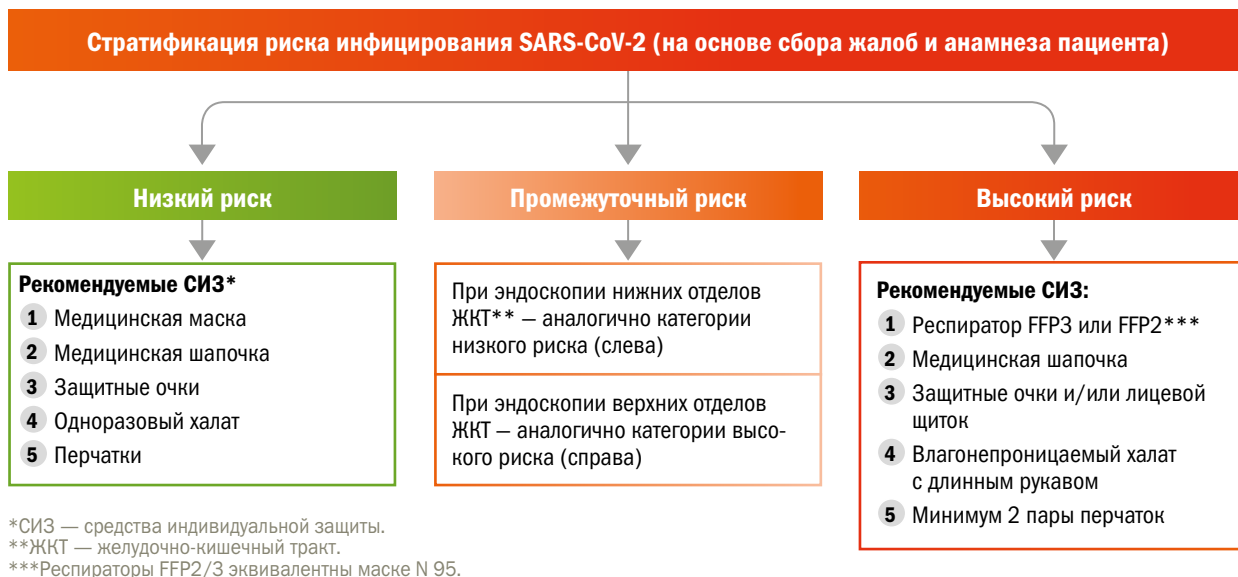 Стратификация риска инфицирования SARS-CoV-2 (на основе сбора жалоб и анамнеза пациента)
Низкий риск
Рекомендуемые СИЗ*
1 Медицинская маска
2 Медицинская шапочка
3 Защитные очки
4 Одноразовый халат
5 Перчатки
Промежуточный риск
При эндоскопии нижних отделов
ЖКТ** — аналогично категории
низкого риска (слева)
При эндоскопии верхних отделов
ЖКТ — аналогично категории высо-
кого риска (справа)
Высокий риск
Рекомендуемые СИЗ:
1 Респиратор FFP3 или FFP2***
2 Медицинская шапочка
3 Защитные очки и/или лицевой
щиток
4 Влагонепроницаемый халат
с длинным рукавом
5 Минимум 2 пары перчаток
*СИЗ — средства индивидуальной защиты.
**ЖКТ — желудочно-кишечный тракт.
***Респираторы FFP2/3 эквивалентны маске N 95.